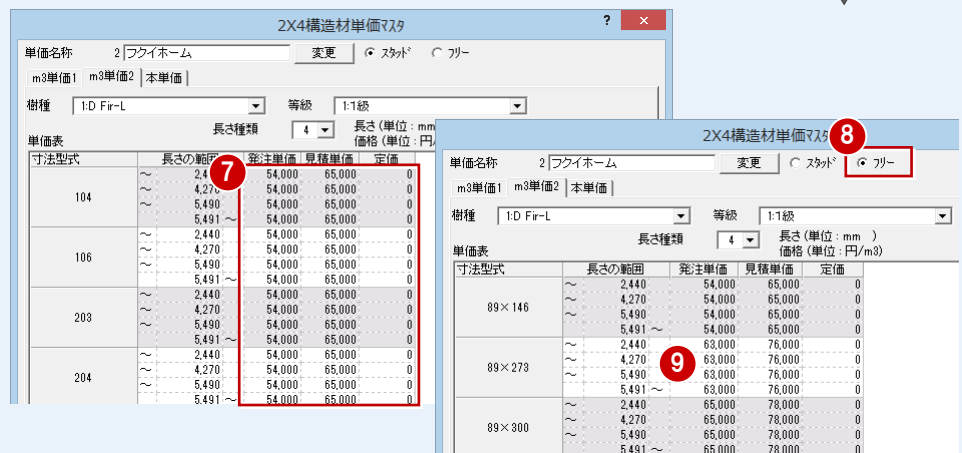 2X4構造材単価ﾏｽﾀ
? ×
単価名称 2 フクイホーム 変更 ｽﾀｯﾄﾞ ﾌﾘー
m3単価1 m3単価2 本単価
樹種 1:D Fir-L 等級 1:1級
長さ種類 4 長さ(単位:mm
単価表 価格(単位:円/
寸法型式 長さの範囲 発注単価 見積単価 定価
7
104
～ 2,4 54,000 65,000 0
～ 4,270 54,000 65,000 0
～ 5,490 54,000 65,000 0
5,491 ～ 54,000 65,000 0
106
～ 2,440 54,000 65,000 0
～ 4,270 54,000 65,000 0
～ 5,490 54,000 65,000 0
5,491 ～ 54,000 65,000 0
203
～ 2,440 54,000 65,000 0
～ 4,270 54,000 65,000 0
～ 5,490 54,000 65,000 0
5,491 ～ 54,000 65,000 0
204
～ 2,440 54,000 65,000 0
～ 4,270 54,000 65,000 0
～ 5,490 54,000 65,000 0
5,491 ～ 54,000 65,000 0
2X4構造材単価ﾏｽﾀ
8
単価名称 2 フクイホーム 変更 ｽﾀｯﾄﾞ ﾌﾘー
m3単価1 m3単価2 本単価
樹種 1:D Fir-L 等級 1:1級
長さ種類 4 長さ(単位:mm )
単価表 価格(単位:円/m3)
寸法型式 長さの範囲 発注単価 見積単価 定価
89×146
～ 2,440 54,000 65,000 0
～ 4,270 54,000 65,000 0
～ 5,490 54,000 65,000 0
5,491 ～ 54,000 65,000 0
89×273
～ 2,440 63,000 76,000 0
～ 4,270 63,000 76,000 0
～ 5,490 63,000 76,000 0
5,491 ～ 63,000 76,000 0
9
89×300
～ 2,440 65,000 78,000 0
～ 4,270 65,000 78,000 0
～ 5,490 65,000 78,000 0
5,491 ～ 65,000 78,000 0